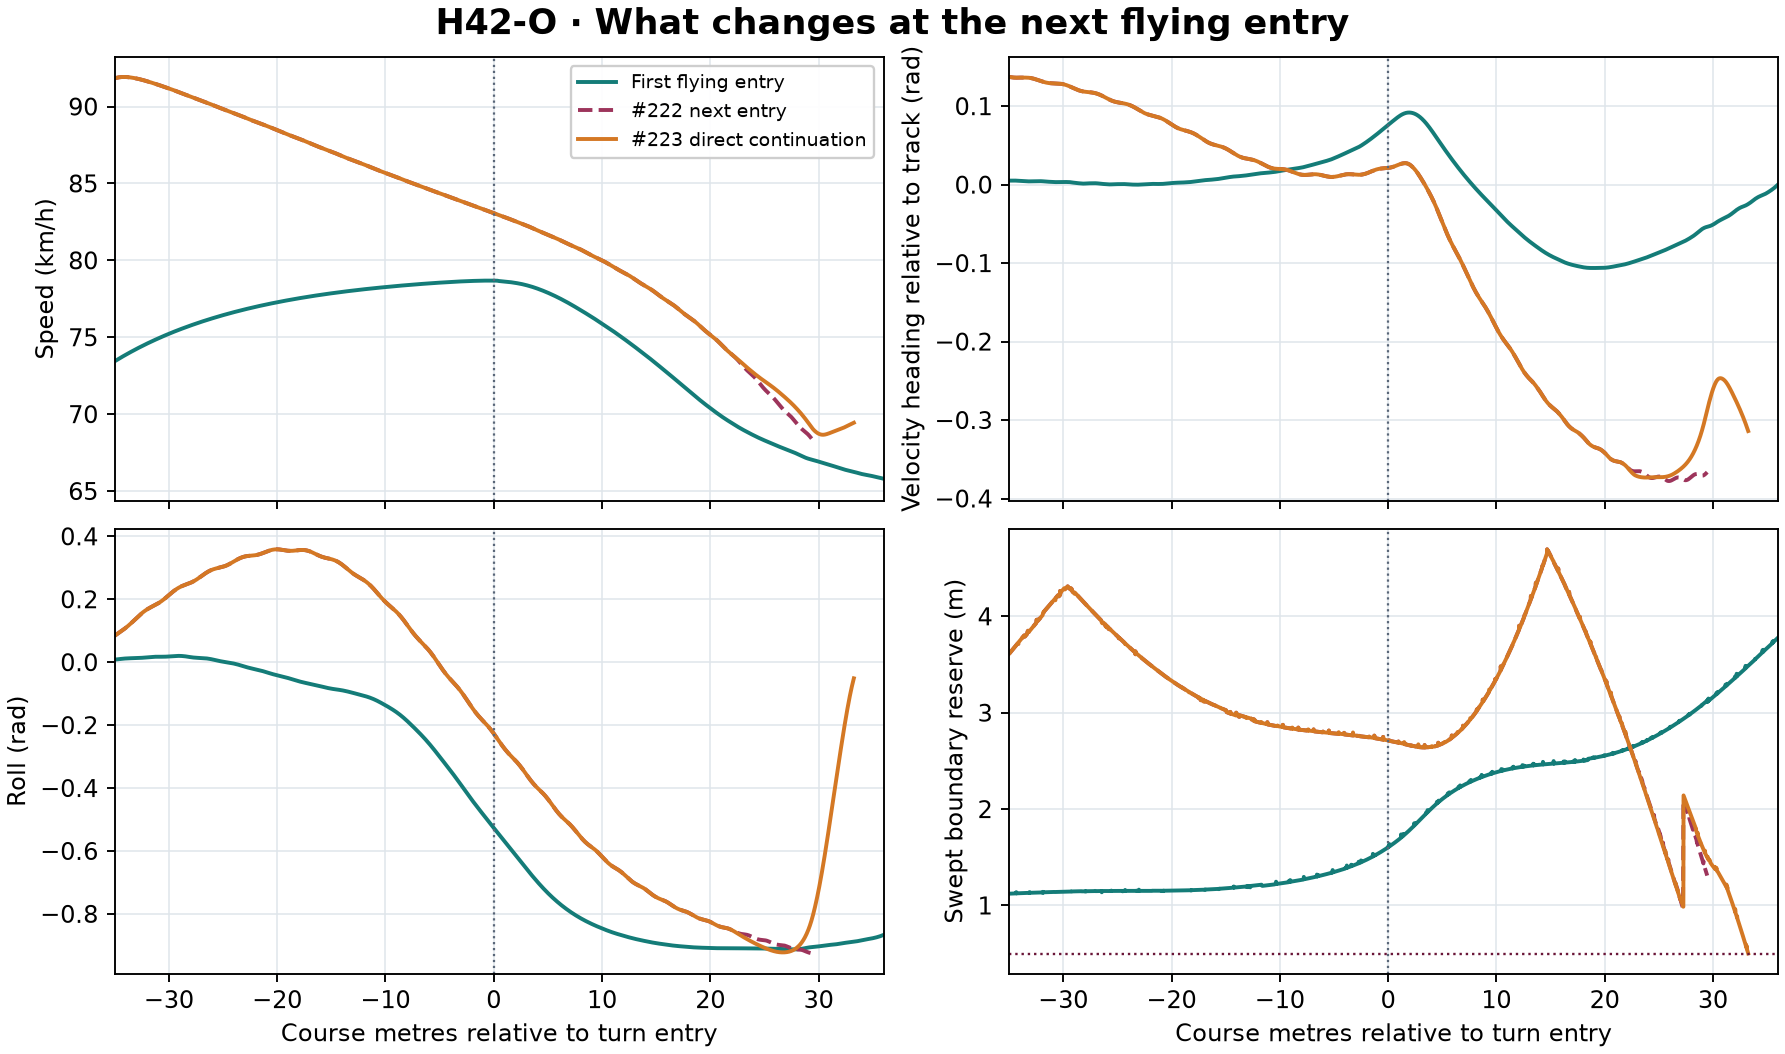 H42-O · What changes at the next flying entry
Speed (km/h)
90
85
80
75
70
65
First flying entry
#222 next entry
#223 direct continuation
Velocity heading relative to track (rad)
0.1
0.0
−0.1
−0.2
−0.3
−0.4
Roll (rad)
0.4
0.2
0.0
−0.2
−0.4
−0.6
−0.8
−30 −20 −10 0 10 20 30
Course metres relative to turn entry
Swept boundary reserve (m)
4
3
2
1
−30 −20 −10 0 10 20 30
Course metres relative to turn entry